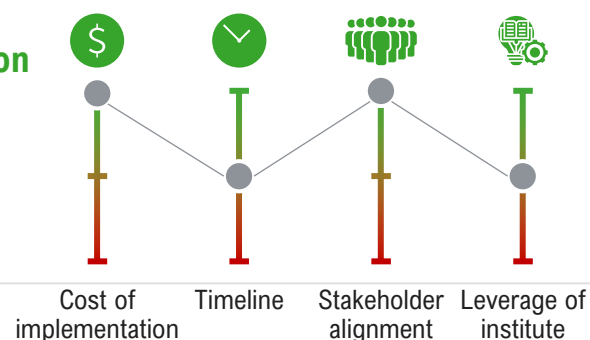 $
on
Cost of
implementation
Timeline
Stakeholder
alignment
Leverage of
institute